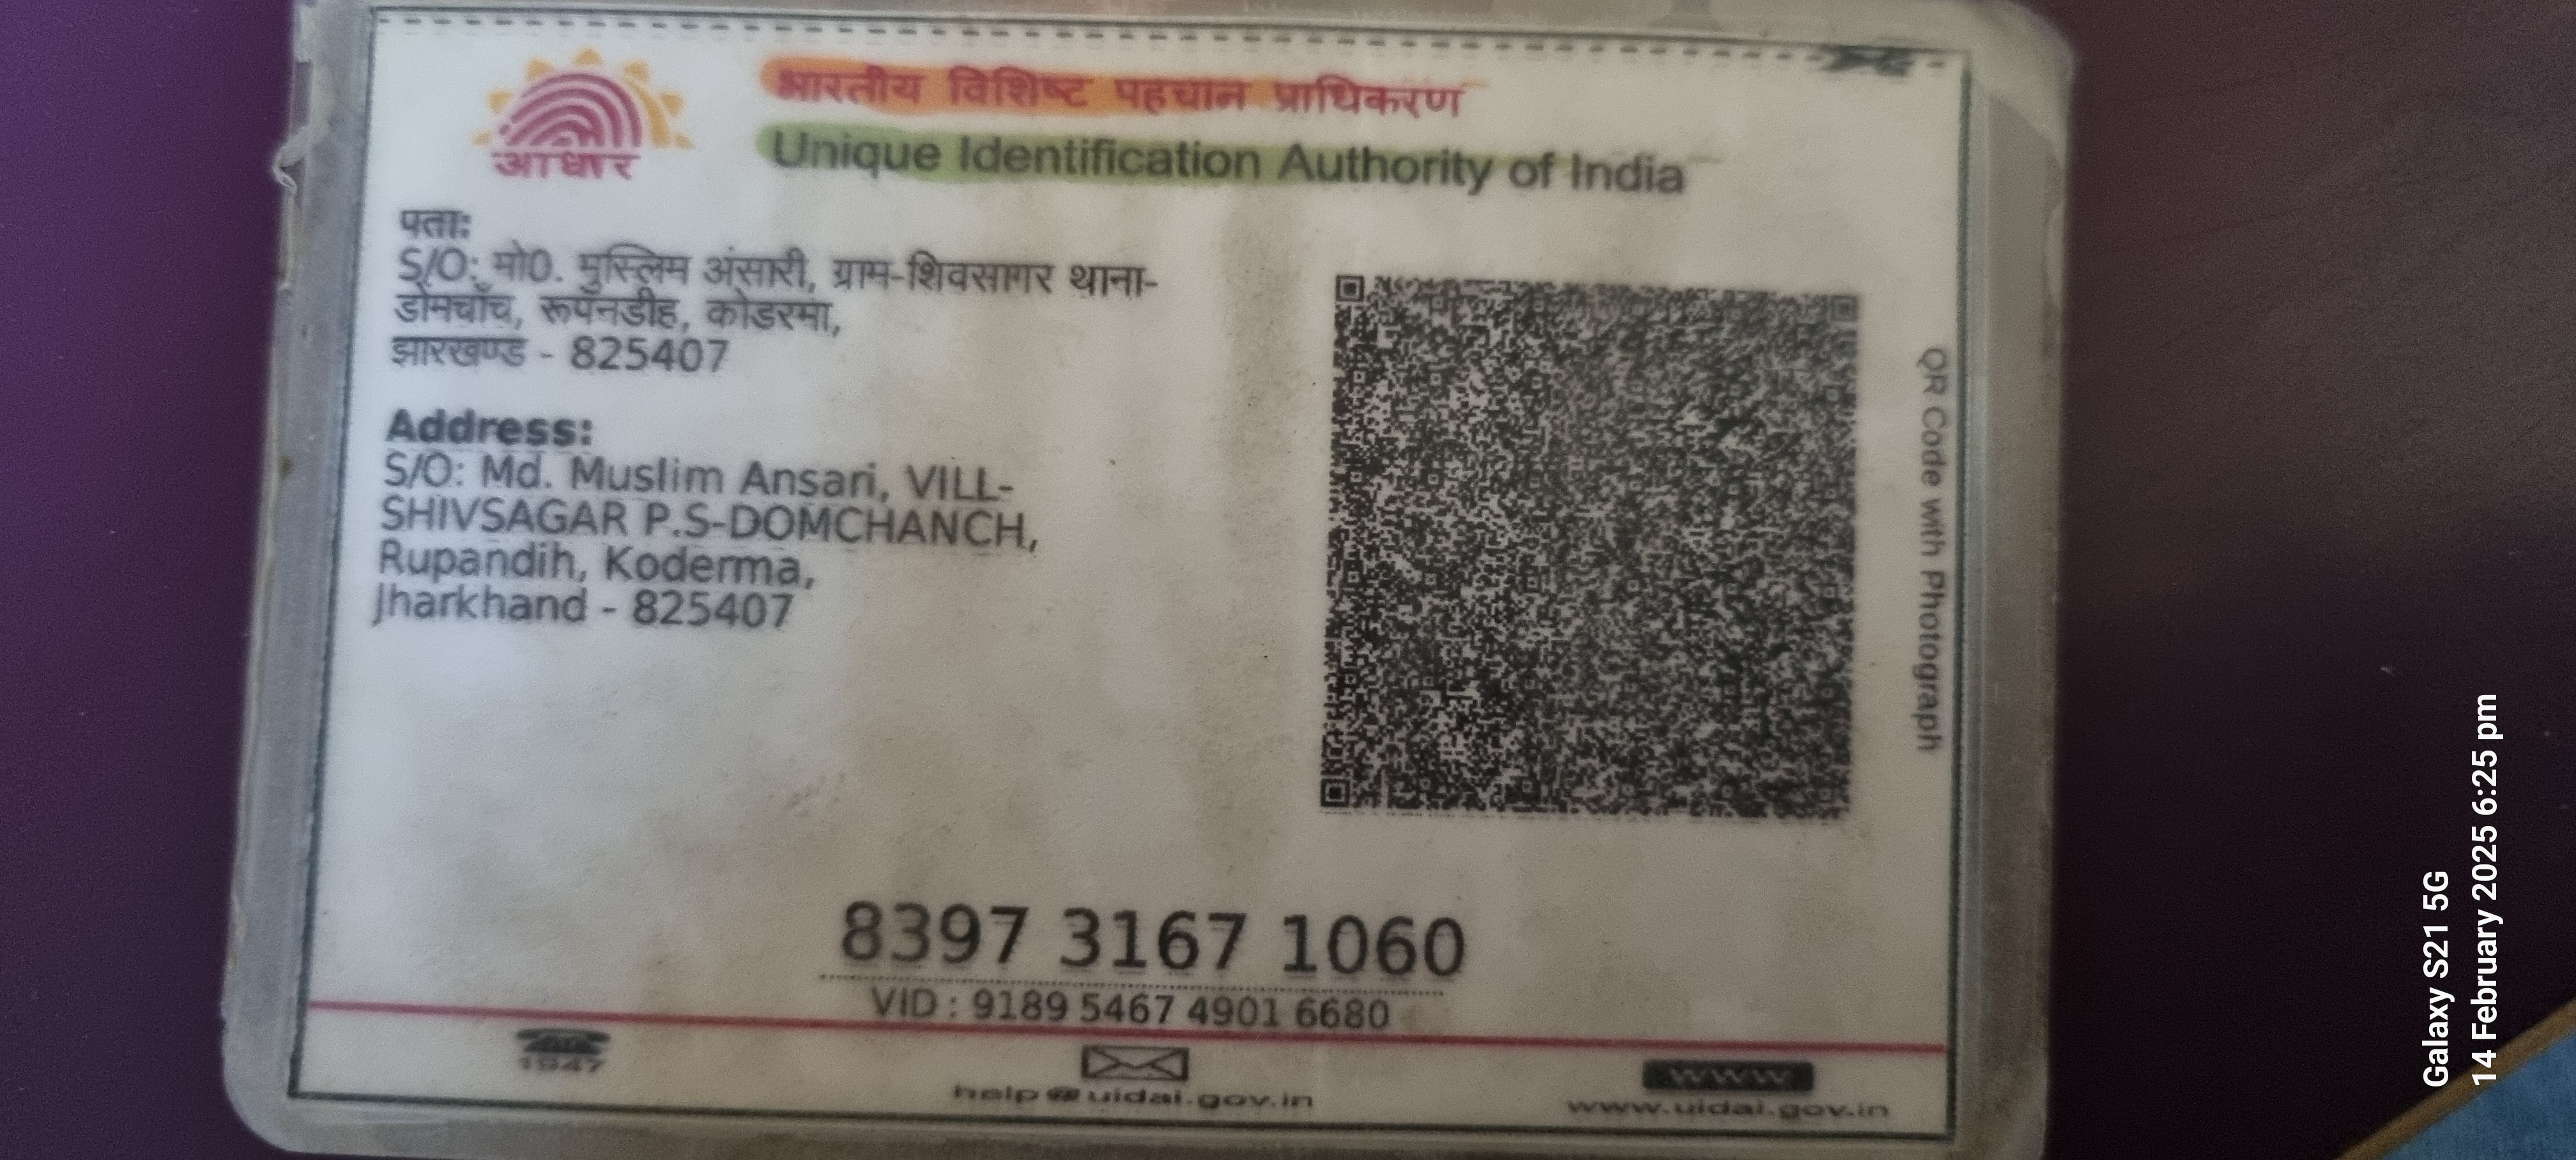 भारतीय विशिष्ट पहचान प्राधिकरण
Unique Identification Authority of India
आधार
पता:
S/O: मो0. मुस्लिम अंसारी, ग्राम-शिवसागर थाना-
डोमचाँच, रूपनडीह, कोडरमा,
झारखण्ड - 825407
Address:
S/O: Md. Muslim Ansari, VILL-
SHIVSAGAR P.S-DOMCHANCH,
Rupandih, Koderma,
Jharkhand - 825407
QR Code with Photograph
8397 3167 1060
VID : 9189 5467 4901 6680
1947
help@uidai.gov.in
www
www.uidai.gov.in
Galaxy S21 5G
14 February 2025 6:25 pm